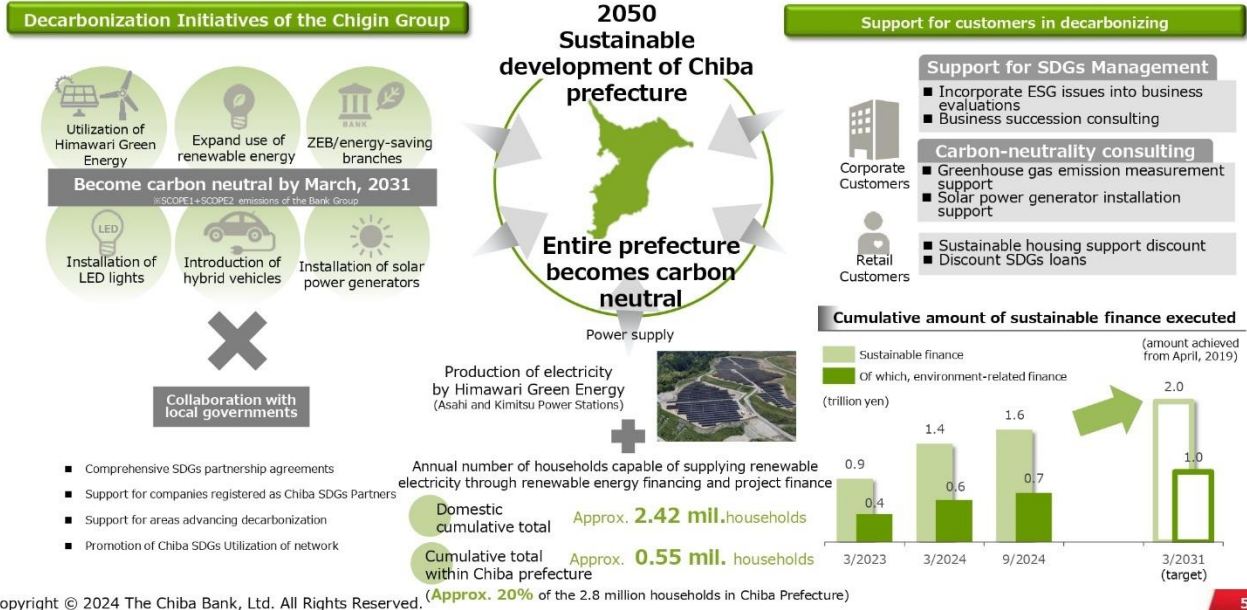 Decarbonization Initiatives of the Chigin Group
Utilization of
Himawari Green
Energy
Expand use of
renewable energy
BANK
ZEB/energy-saving
branches
Become carbon neutral by March, 2031
※SCOPE1+SCOPE2 emissions of the Bank Group
LED
Installation of
LED lights
Introduction of
hybrid vehicles
Installation of solar
power generators
Collaboration with
local governments
■ Comprehensive SDGs partnership agreements
■ Support for companies registered as Chiba SDGs Partners
■ Support for areas advancing decarbonization
■ Promotion of Chiba SDGs Utilization of network
2050
Sustainable
development of Chiba
prefecture
Entire prefecture
becomes carbon
neutral
Power supply
Production of electricity
by Himawari Green Energy
(Asahi and Kimitsu Power Stations)
Annual number of households capable of supplying renewable
electricity through renewable energy financing and project finance
Domestic
cumulative total
Approx. 2.42 mil.households
Cumulative total
within Chiba prefecture
Approx. 0.55 mil. households
(Approx. 20% of the 2.8 million households in Chiba Prefecture)
Support for customers in decarbonizing
Corporate
Customers
Support for SDGs Management
■ Incorporate ESG issues into business
evaluations
■ Business succession consulting
Carbon-neutrality consulting
■ Greenhouse gas emission measurement
support
■ Solar power generator installation
support
Retail
Customers
■ Sustainable housing support discount
■ Discount SDGs loans
Cumulative amount of sustainable finance executed
Sustainable finance
Of which, environment-related finance
(trillion yen)
(amount achieved
from April, 2019)
0.9
0.4
1.4
0.6
1.6
0.7
2.0
1.0
3/2023
3/2024
9/2024
3/2031
(target)
opyright © 2024 The Chiba Bank, Ltd. All Rights Reserved.
5